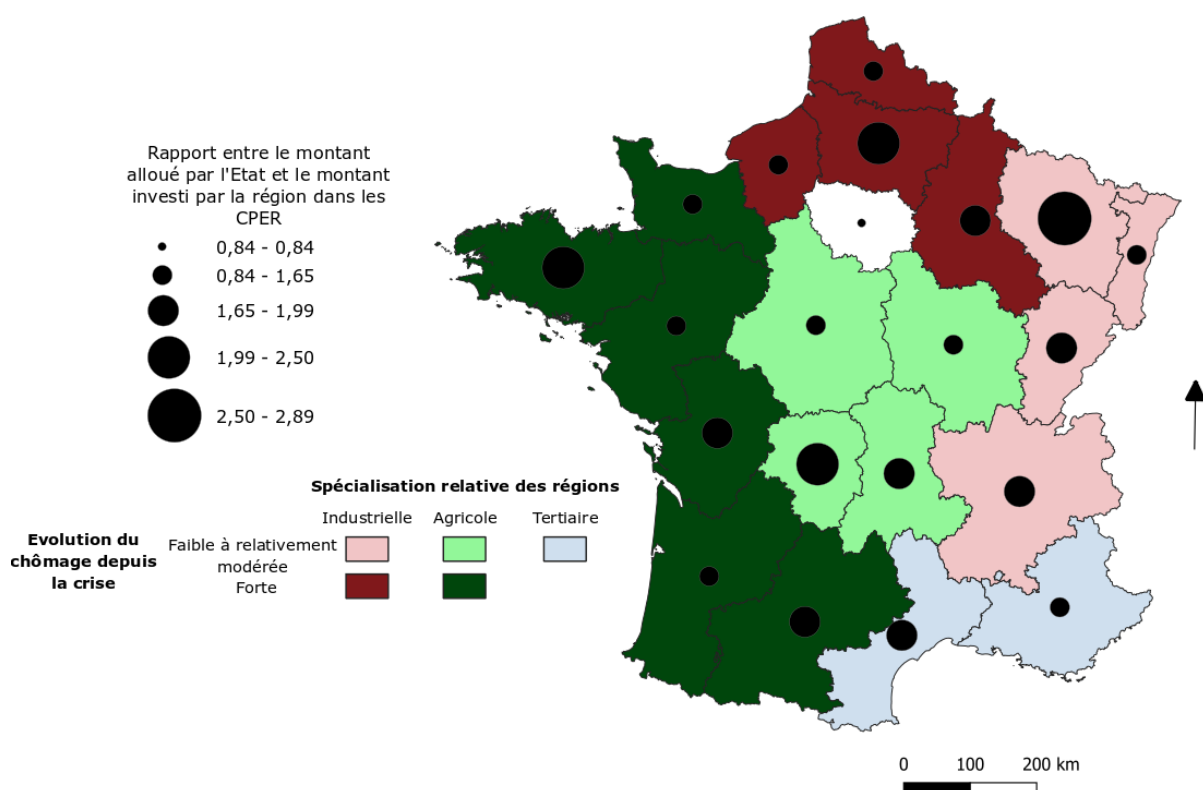 Rapport entre le montant
alloué par l'Etat et le montant
investi par la région dans les
CPER
0,84 - 0,84
0,84 - 1,65
1,65 - 1,99
1,99 - 2,50
2,50 - 2,89
Spécialisation relative des régions
Industrielle Agricole Tertiaire
Evolution du
chômage depuis
la crise
Faible à relativement
modérée
Forte
0 100 200 km